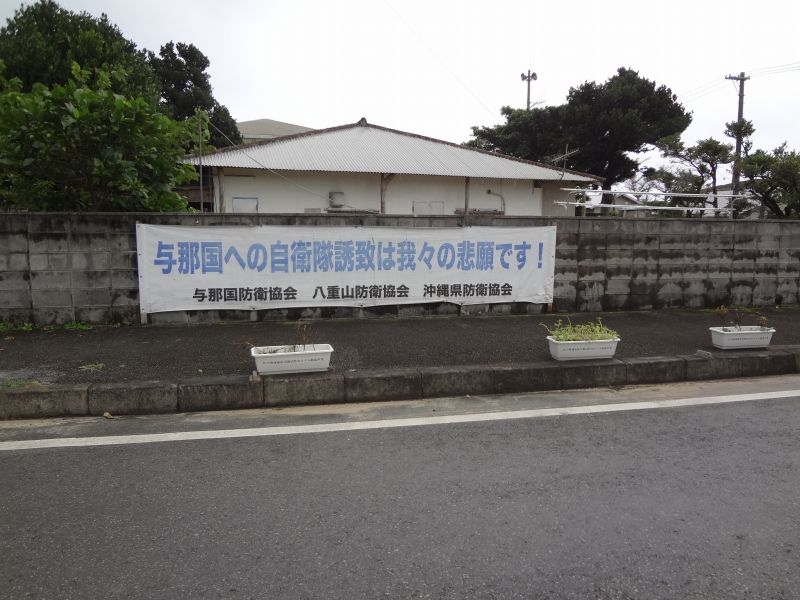 与那国への自衛隊誘致は我々の悲願です!
与那国防衛協会 八重山防衛協会 沖縄県防衛協会